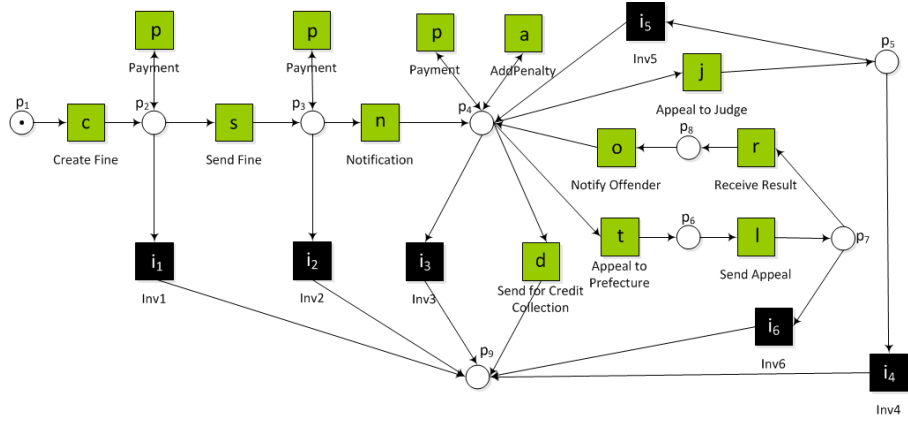 p
p
p
a
i5
p5
Payment
Payment
Payment
AddPenalty
Inv5
j
p1
p2
p3
p4
Appeal to Judge
c
s
n
p8
o
r
Create Fine
Send Fine
Notification
Notify Offender
Receive Result
p6
t
l
p7
i1
i2
i3
d
Appeal to
Prefecture
Send Appeal
Inv1
Inv2
Inv3
Send for Credit
Collection
i6
p9
Inv6
i4
Inv4